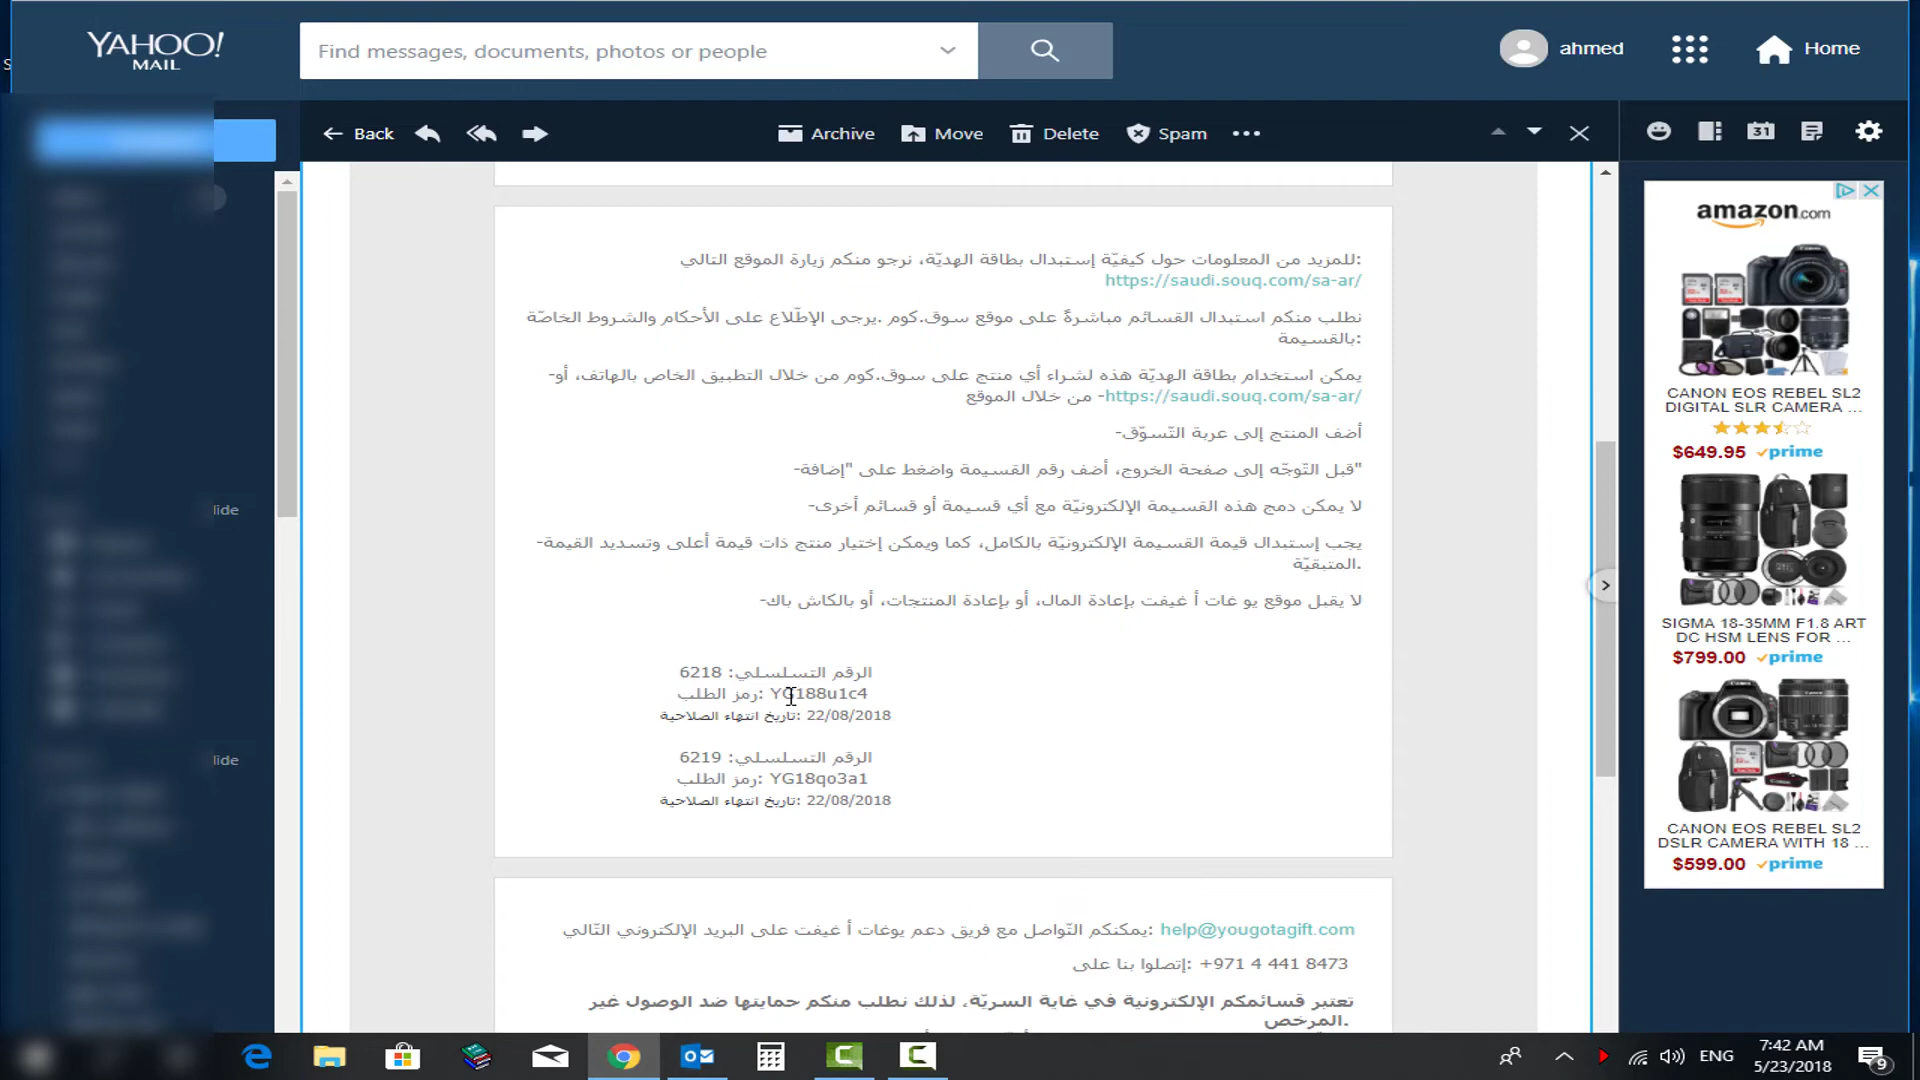 YAHOO!
MAIL
Find messages, documents, photos or people
ahmed
Home
Back
Archive
Move
Delete
Spam
للمزيد من المعلومات حول كيفيّة إستبدال بطاقة الهديّة، نرجو منكم زيارة الموقع التالي:
https://saudi.souq.com/sa-ar/
نطلب منكم استبدال القسائم مباشرةً على موقع سوق.كوم .يرجى الإطّلاع على الأحكام والشروط الخاصّة
بالقسيمة:
يمكن استخدام بطاقة الهديّة هذه لشراء أي منتج على سوق.كوم من خلال التطبيق الخاص بالهاتف، أو-
https://saudi.souq.com/sa-ar/ من خلال الموقع -
أضف المنتج إلى عربة التّسوّق-
"قبل التّوجّه إلى صفحة الخروج، أضف رقم القسيمة واضغط على "إضافة-
لا يمكن دمج هذه القسيمة الإلكترونيّة مع أي قسيمة أو قسائم أخرى-
يجب إستبدال قيمة القسيمة الإلكترونيّة بالكامل، كما ويمكن إختيار منتج ذات قيمة أعلى وتسديد القيمة-
المتبقيّة.
لا يقبل موقع يو غات أ غيفت بإعادة المال، أو بإعادة المنتجات، أو بالكاش باك-
الرقم التسلسلي: 6218
رمز الطلب: YG188u1c4
تاريخ انتهاء الصلاحية: 22/08/2018
الرقم التسلسلي: 6219
رمز الطلب: YG18qo3a1
تاريخ انتهاء الصلاحية: 22/08/2018
يمكنكم التّواصل مع فريق دعم يوغات أ غيفت على البريد الإلكتروني التّالي: help@yougotagift.com
إتصلوا بنا على: +971 4 441 8473
تعتبر قسائمكم الإلكترونية في غاية السريّة، لذلك نطلب منكم حمايتها ضد الوصول غير
المرخص.
lide
lide
31
amazon.com
CANON EOS REBEL SL2
DIGITAL SLR CAMERA ...
$649.95 prime
SIGMA 18-35MM F1.8 ART
DC HSM LENS FOR ...
$799.00 prime
CANON EOS REBEL SL2
DSLR CAMERA WITH 18 ...
$599.00 prime
ENG
7:42 AM
5/23/2018
9